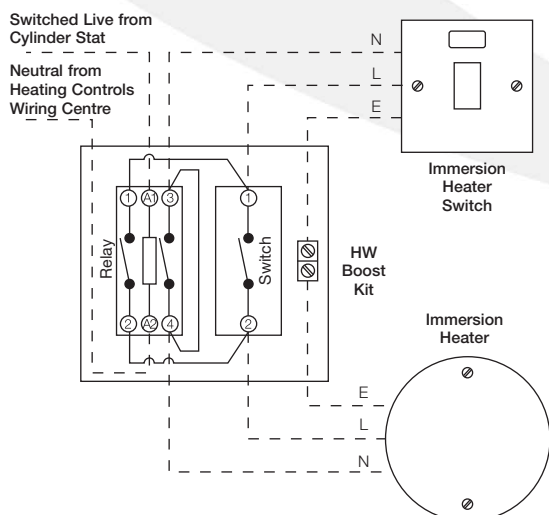 Switched Live from
Cylinder Stat
Neutral from
Heating Controls
Wiring Centre
N
L
E
Immersion
Heater
Switch
1 A1 3 1
Relay
Switch
HW
Boost
Kit
2 A2 4 2
Immersion
Heater
E
L
N